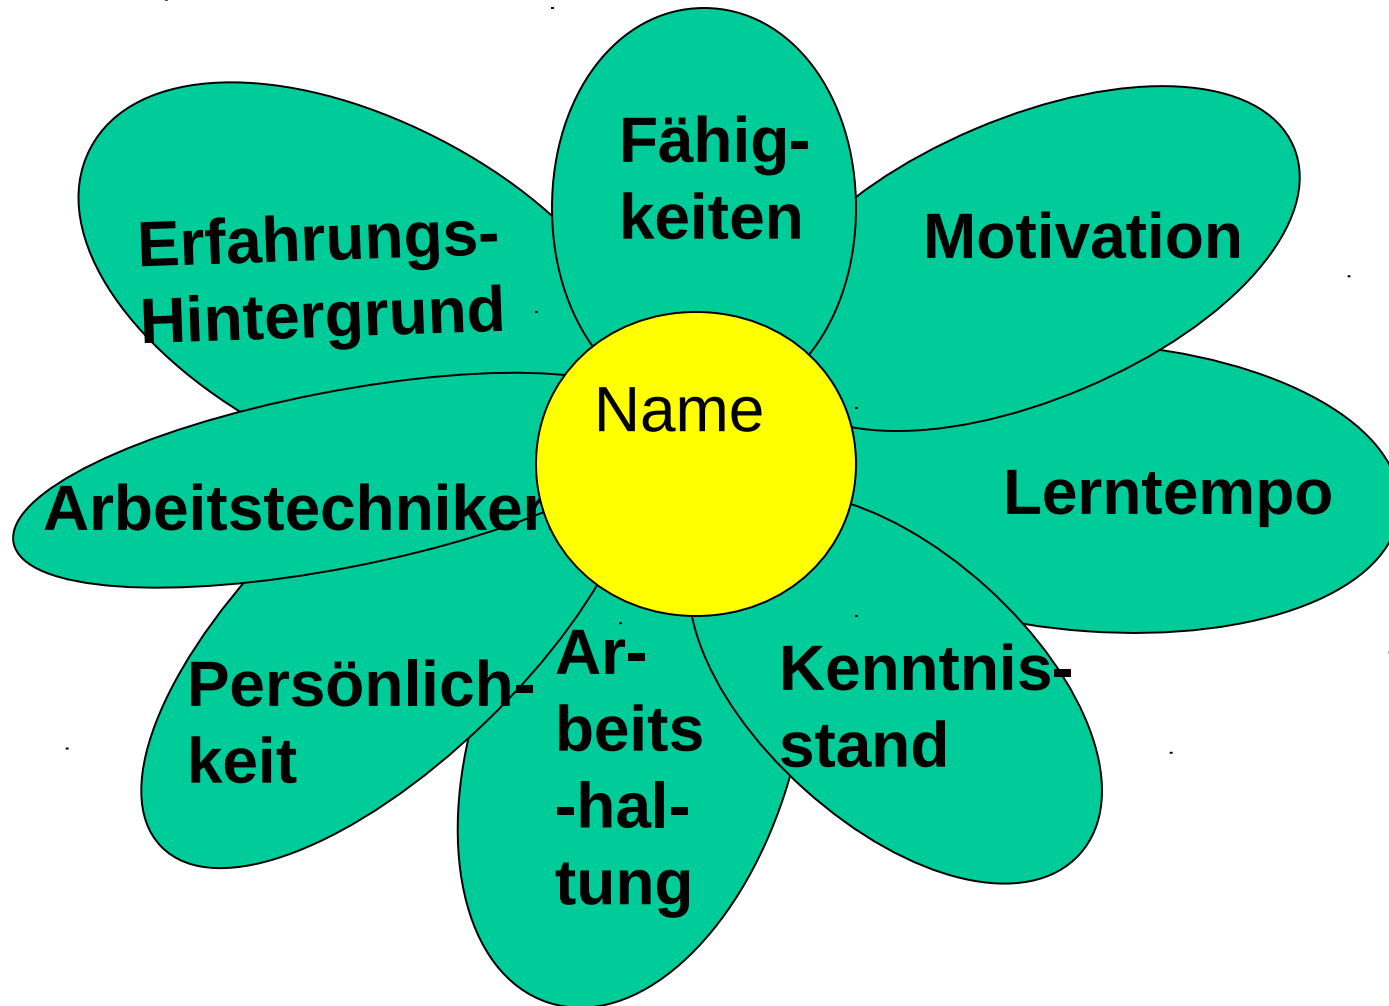 Fähig-
keiten
Motivation
Erfahrungs-
Hintergrund
Name
Lerntempo
Arbeitstechniken
Kenntnis-
stand
Ar-
beits
-hal-
tung
Persönlich-
keit